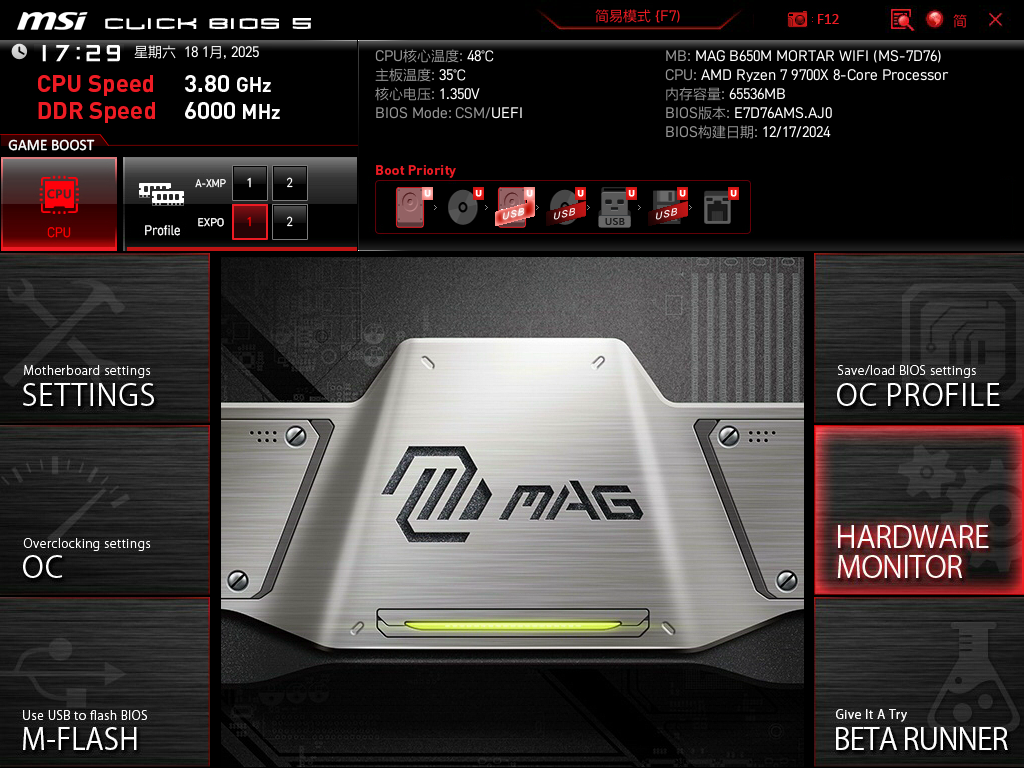 msi CLICK BIOS 5
简易模式 (F7)
: F12
简
17:29 星期六 18 1月, 2025
CPU Speed 3.80 GHz
DDR Speed 6000 MHz
CPU核心温度: 48°C
主板温度: 35°C
核心电压: 1.350V
BIOS Mode: CSM/UEFI
MB: MAG B650M MORTAR WIFI (MS-7D76)
CPU: AMD Ryzen 7 9700X 8-Core Processor
内存容量: 65536MB
BIOS版本: E7D76AMS.AJ0
BIOS构建日期: 12/17/2024
GAME BOOST
CPU
CPU
A-XMP 1 2
EXPO 1 2
Profile
Boot Priority
U U U U U U U
USB USB USB USB
Motherboard settings
SETTINGS
Overclocking settings
OC
Use USB to flash BIOS
M-FLASH
MAG
Save/load BIOS settings
OC PROFILE
HARDWARE
MONITOR
Give It A Try
BETA RUNNER